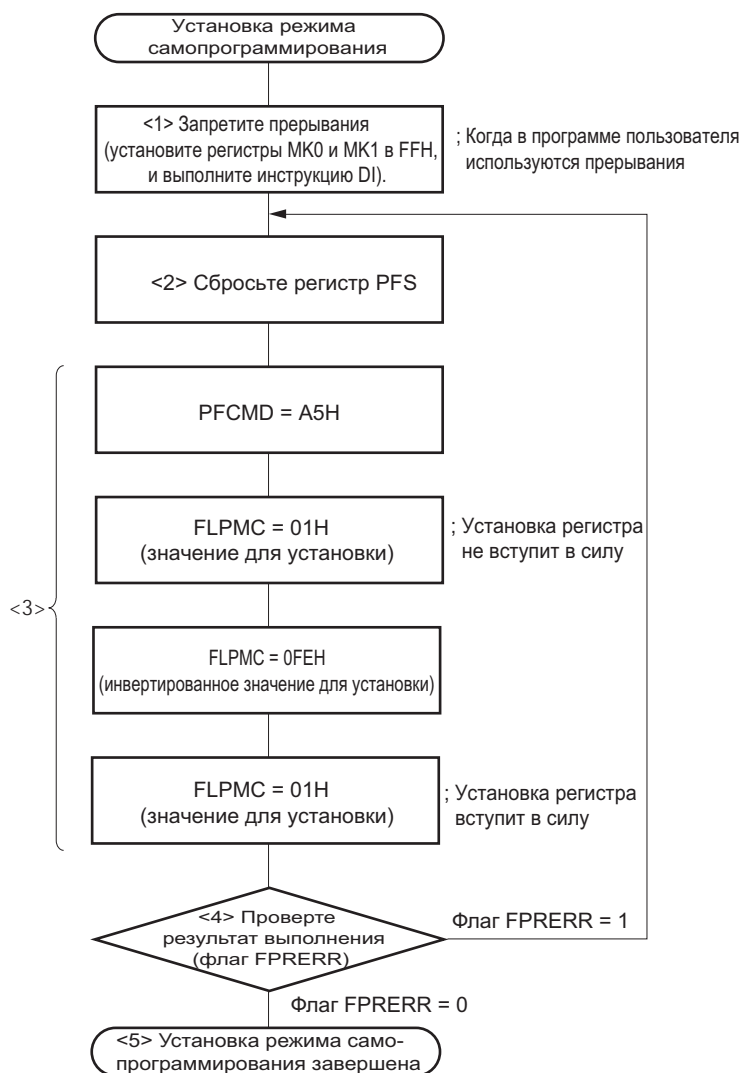 Установка режима
самопрограммирования
<1> Запретите прерывания
(установите регистры MK0 и MK1 в FFH,
и выполните инструкцию DI).
; Когда в программе пользователя
используются прерывания
<2> Сбросьте регистр PFS
PFCMD = A5H
FLPMC = 01H
(значение для установки)
; Установка регистра
не вступит в силу
<3>
FLPMC = 0FEH
(инвертированное значение для установки)
FLPMC = 01H
(значение для установки)
; Установка регистра
вступит в силу
<4> Проверте
результат выполнения
(флаг FPRERR)
Флаг FPRERR = 1
Флаг FPRERR = 0
<5> Установка режима само-
программирования завершена